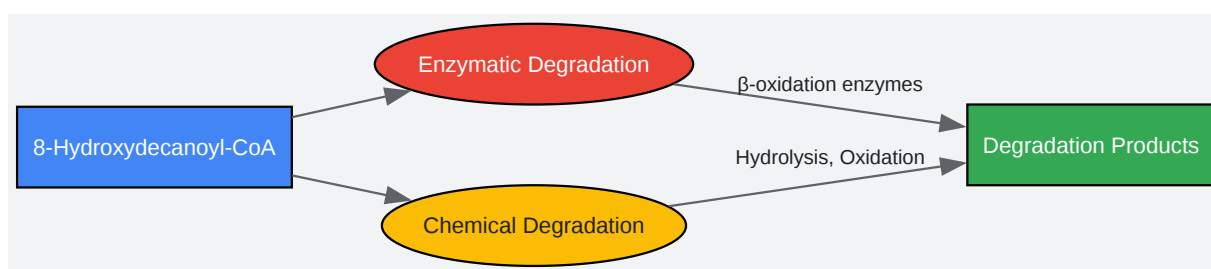 Enzymatic Degradation
β-oxidation enzymes
8-Hydroxydecanoyl-CoA
Degradation Products
Hydrolysis, Oxidation
Chemical Degradation